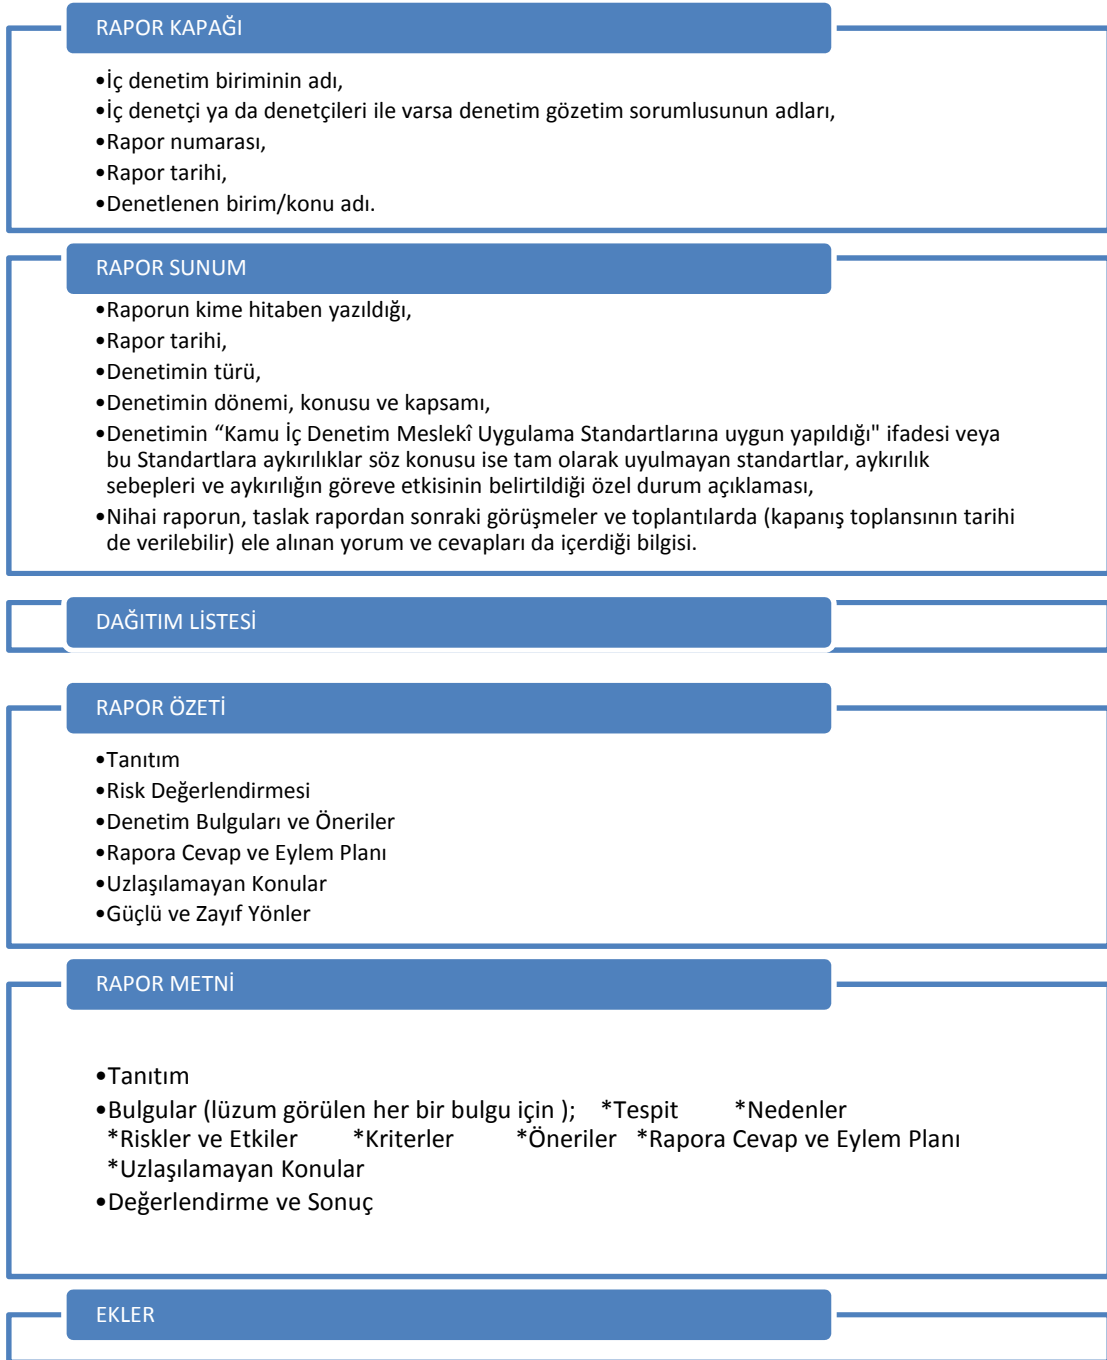 RAPOR KAPAĞI
•İç denetim biriminin adı,
•İç denetçi ya da denetçileri ile varsa denetim gözetim sorumlusunun adları,
•Rapor numarası,
•Rapor tarihi,
•Denetlenen birim/konu adı.
RAPOR SUNUM
•Raporun kime hitaben yazıldığı,
•Rapor tarihi,
•Denetimin türü,
•Denetimin dönemi, konusu ve kapsamı,
•Denetimin “Kamu İç Denetim Meslekî Uygulama Standartlarına uygun yapıldığı" ifadesi veya
bu Standartlara aykırılıklar söz konusu ise tam olarak uyulmayan standartlar, aykırılık
sebepleri ve aykırılığın göreve etkisinin belirtildiği özel durum açıklaması,
•Nihai raporun, taslak rapordan sonraki görüşmeler ve toplantılarda (kapanış toplansının tarihi
de verilebilir) ele alınan yorum ve cevapları da içerdiği bilgisi.
DAĞITIM LİSTESİ
RAPOR ÖZETİ
•Tanıtım
•Risk Değerlendirmesi
•Denetim Bulguları ve Öneriler
•Rapora Cevap ve Eylem Planı
•Uzlaşılamayan Konular
•Güçlü ve Zayıf Yönler
RAPOR METNİ
•Tanıtım
•Bulgular (lüzum görülen her bir bulgu için ); *Tespit *Nedenler
*Riskler ve Etkiler *Kriterler *Öneriler *Rapora Cevap ve Eylem Planı
*Uzlaşılamayan Konular
•Değerlendirme ve Sonuç
EKLER